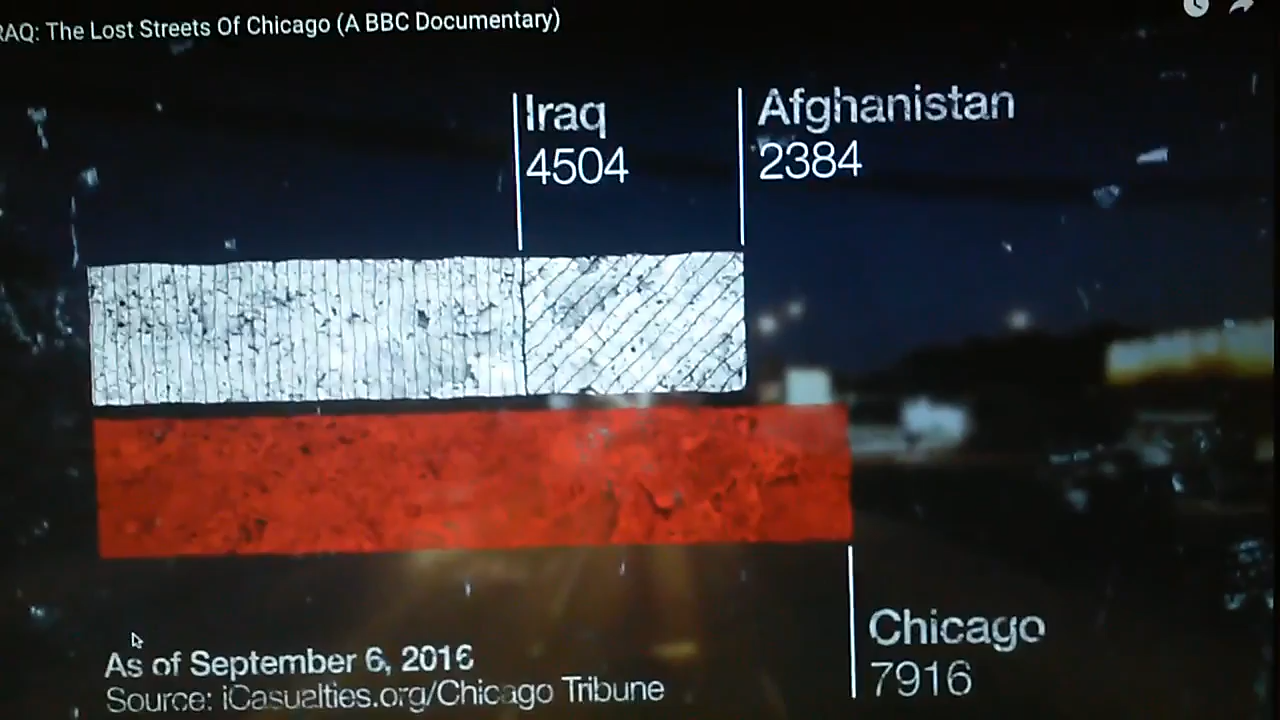 RAQ: The Lost Streets Of Chicago (A BBC Documentary)
Iraq
4504
Afghanistan
2384
Chicago
7916
As of September 6, 2016
Source: iCasualties.org/Chicago Tribune